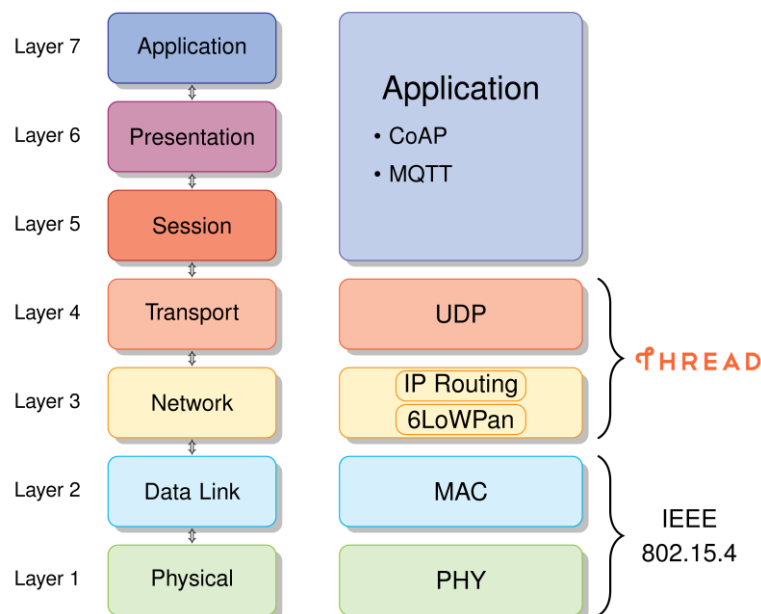 Layer 7
Application
Layer 6
Presentation
Layer 5
Session
Layer 4
Transport
Layer 3
Network
Layer 2
Data Link
Layer 1
Physical
Application
• CoAP
• MQTT
UDP
IP Routing
6LoWPan
MAC
PHY
THREAD
IEEE
802.15.4